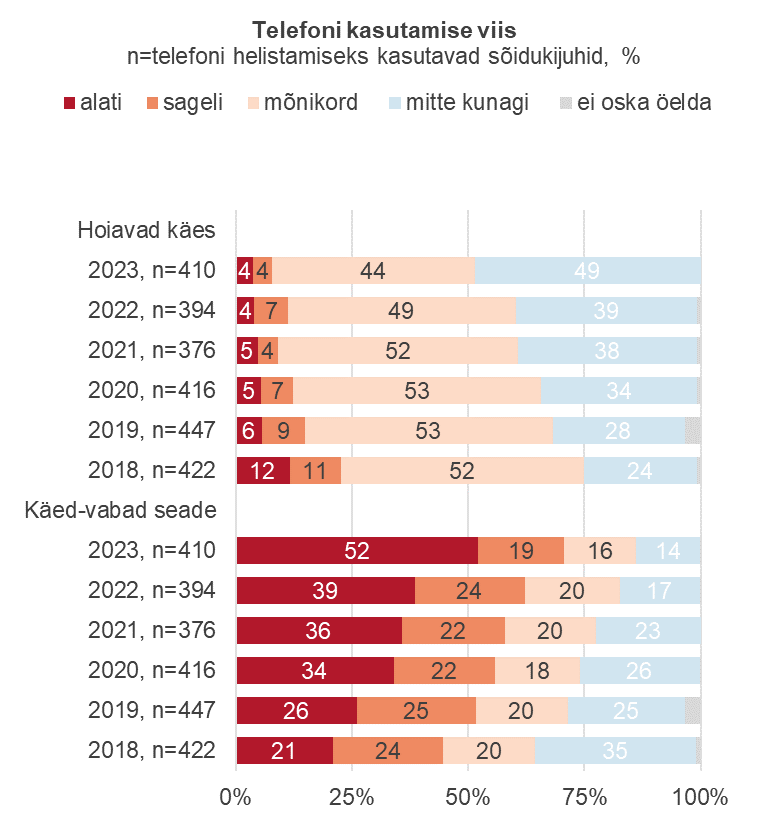 Telefoni kasutamise viis
n=telefoni helistamiseks kasutavad sõidukijuhid, %
alati sageli mõnikord mitte kunagi ei oska öelda
Hoiavad käes
2023, n=410 4 4 44 49
2022, n=394 4 7 49 39
2021, n=376 5 4 52 38
2020, n=416 5 7 53 34
2019, n=447 6 9 53 28
2018, n=422 12 11 52 24
Käed-vabad seade
2023, n=410 52 19 16 14
2022, n=394 39 24 20 17
2021, n=376 36 22 20 23
2020, n=416 34 22 18 26
2019, n=447 26 25 20 25
2018, n=422 21 24 20 35
0% 25% 50% 75% 100%